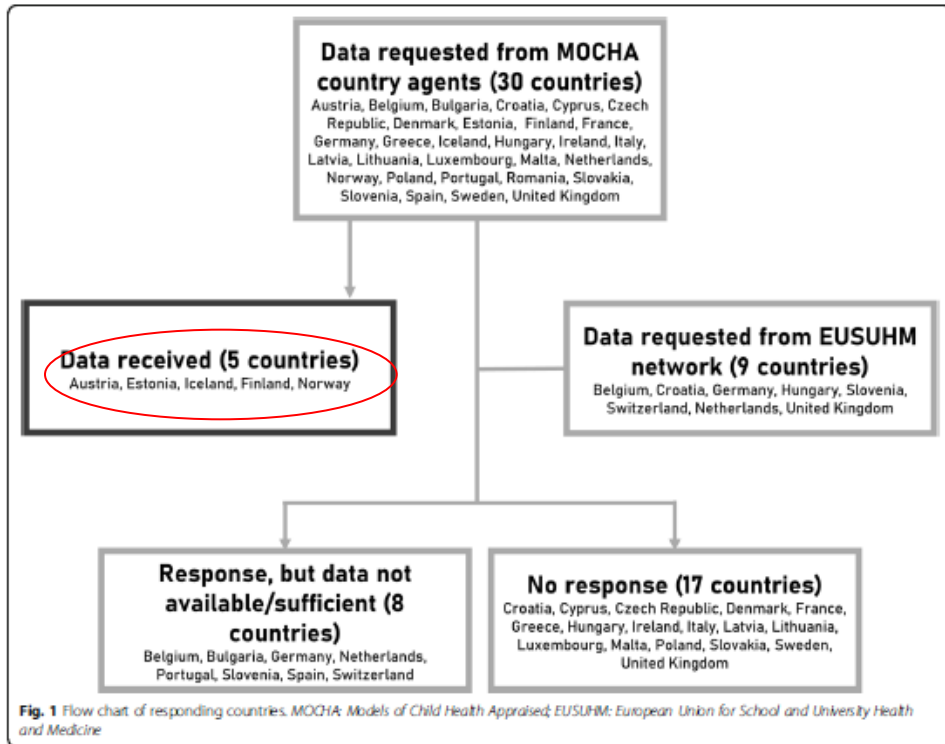 Data requested from MOCHA
country agents (30 countries)
Austria, Belgium, Bulgaria, Croatia, Cyprus, Czech
Republic, Denmark, Estonia, Finland, France,
Germany, Greece, Iceland, Hungary, Ireland, Italy,
Latvia, Lithuania, Luxembourg, Malta, Netherlands,
Norway, Poland, Portugal, Romania, Slovakia,
Slovenia, Spain, Sweden, United Kingdom
Data received (5 countries)
Austria, Estonia, Iceland, Finland, Norway
Data requested from EUSUHM
network (9 countries)
Belgium, Croatia, Germany, Hungary, Slovenia,
Switzerland, Netherlands, United Kingdom
Response, but data not
available/sufficient (8
countries)
Belgium, Bulgaria, Germany, Netherlands,
Portugal, Slovenia, Spain, Switzerland
No response (17 countries)
Croatia, Cyprus, Czech Republic, Denmark, France,
Greece, Hungary, Ireland, Italy, Latvia, Lithuania,
Luxembourg, Malta, Poland, Slovakia, Sweden,
United Kingdom
Fig. 1 Flow chart of responding countries. MOCHA: Models of Child Health Appraised; EUSUHM: European Union for School and University Health
and Medicine